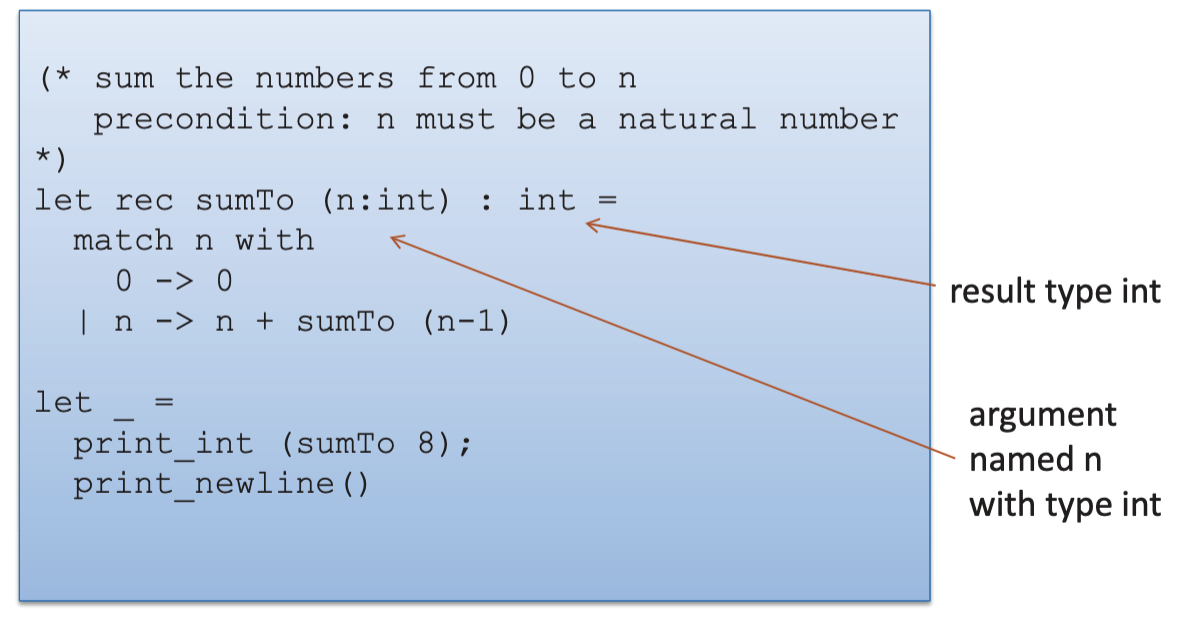 (* sum the numbers from 0 to n
   precondition: n must be a natural number
*)
let rec sumTo (n:int) : int =
  match n with
    0 -> 0
  | n -> n + sumTo (n-1)

let _ =
  print_int (sumTo 8);
  print_newline()
result type int
argument
named n
with type int